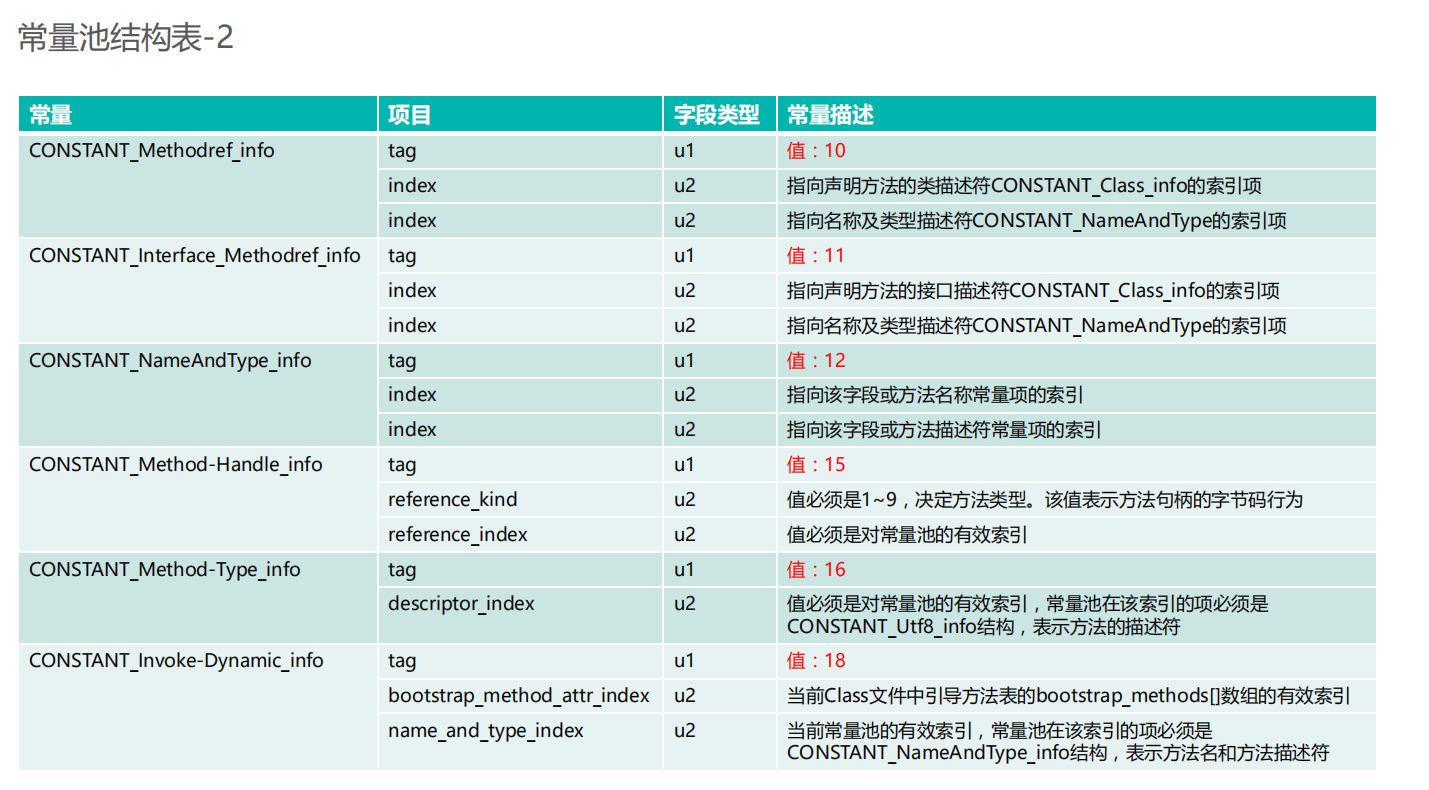 常量池结构表-2
常量 项目 字段类型 常量描述
CONSTANT_Methodref_info tag u1 值：10
index u2 指向声明方法的类描述符CONSTANT_Class_info的索引项
index u2 指向名称及类型描述符CONSTANT_NameAndType的索引项
CONSTANT_Interface_Methodref_info tag u1 值：11
index u2 指向声明方法的接口描述符CONSTANT_Class_info的索引项
index u2 指向名称及类型描述符CONSTANT_NameAndType的索引项
CONSTANT_NameAndType_info tag u1 值：12
index u2 指向该字段或方法名称常量项的索引
index u2 指向该字段或方法描述符常量项的索引
CONSTANT_Method-Handle_info tag u1 值：15
reference_kind u2 值必须是1~9，决定方法类型。该值表示方法句柄的字节码行为
reference_index u2 值必须是对常量池的有效索引
CONSTANT_Method-Type_info tag u1 值：16
descriptor_index u2 值必须是对常量池的有效索引，常量池在该索引的项必须是
CONSTANT_Utf8_info结构，表示方法的描述符
CONSTANT_Invoke-Dynamic_info tag u1 值：18
bootstrap_method_attr_index u2 当前Class文件中引导方法表的bootstrap_methods[]数组的有效索引
name_and_type_index u2 当前常量池的有效索引，常量池在该索引的项必须是
CONSTANT_NameAndType_info结构，表示方法名和方法描述符